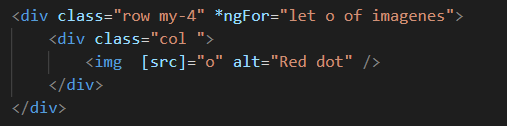 <div class="row my-4" *ngFor="let o of imagenes">
    <div class="col ">
        <img  [src]="o" alt="Red dot" />
    </div>
</div>